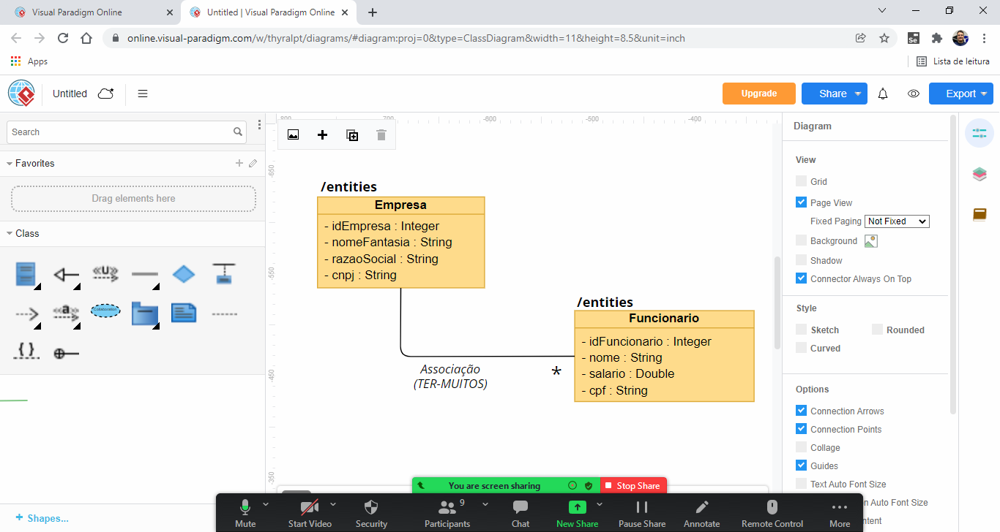 Visual Paradigm Online
Untitled | Visual Paradigm Online
online.visual-paradigm.com/w/thyralpt/diagrams/#diagram:proj=0&type=ClassDiagram&width=11&height=8.5&unit=inch
Se
Apps
Lista de leitura
Untitled
Upgrade
Share
Export
Search
Favorites
Drag elements here
Class
«U»
«a»
Collaboration
{ }
+ Shapes...
800
-700
-600
-500
-400
-650
-550
-450
-350
/entities
Empresa
- idEmpresa : Integer
- nomeFantasia : String
- razaoSocial : String
- cnpj : String
Associação
(TER-MUITOS)
*
/entities
Funcionario
- idFuncionario : Integer
- nome : String
- salario : Double
- cpf : String
Diagram
View
Grid
Page View
Fixed Paging Not Fixed
Background
Shadow
Connector Always On Top
Style
Sketch
Rounded
Curved
Options
Connection Arrows
Connection Points
Collage
Guides
Text Auto Font Size
n Auto Font Size
ntent
You are screen sharing
Stop Share
Mute
Start Video
Security
Participants
9
Chat
New Share
Pause Share
Annotate
Remote Control
More